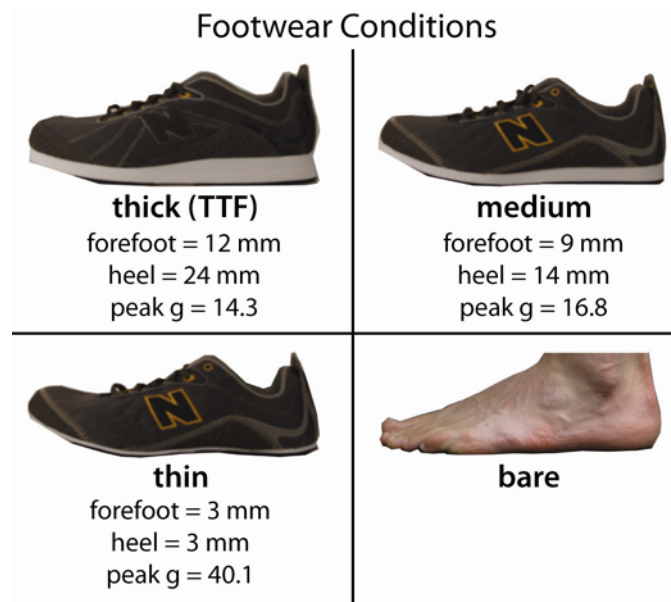 Footwear Conditions
thick (TTF)
forefoot = 12 mm
heel = 24 mm
peak g = 14.3
N
medium
forefoot = 9 mm
heel = 14 mm
peak g = 16.8
N
thin
forefoot = 3 mm
heel = 3 mm
peak g = 40.1
N
bare